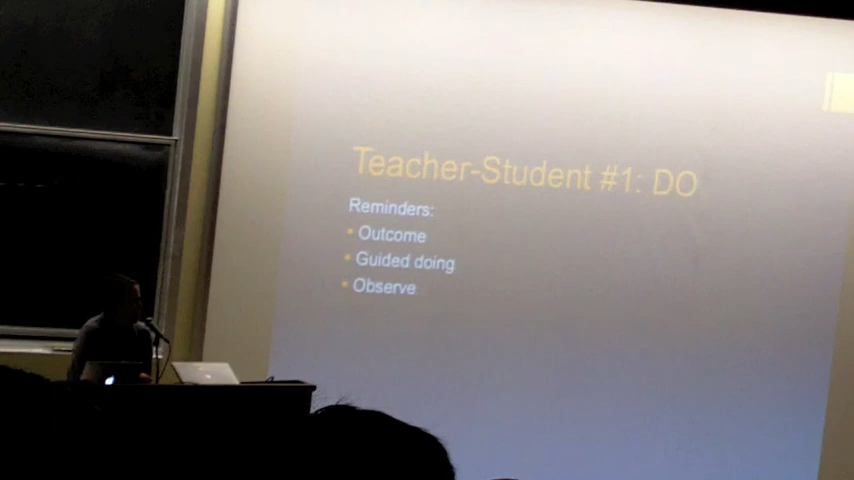 Teacher-Student #1: DO
Reminders:
• Outcome
• Guided doing
• Observe